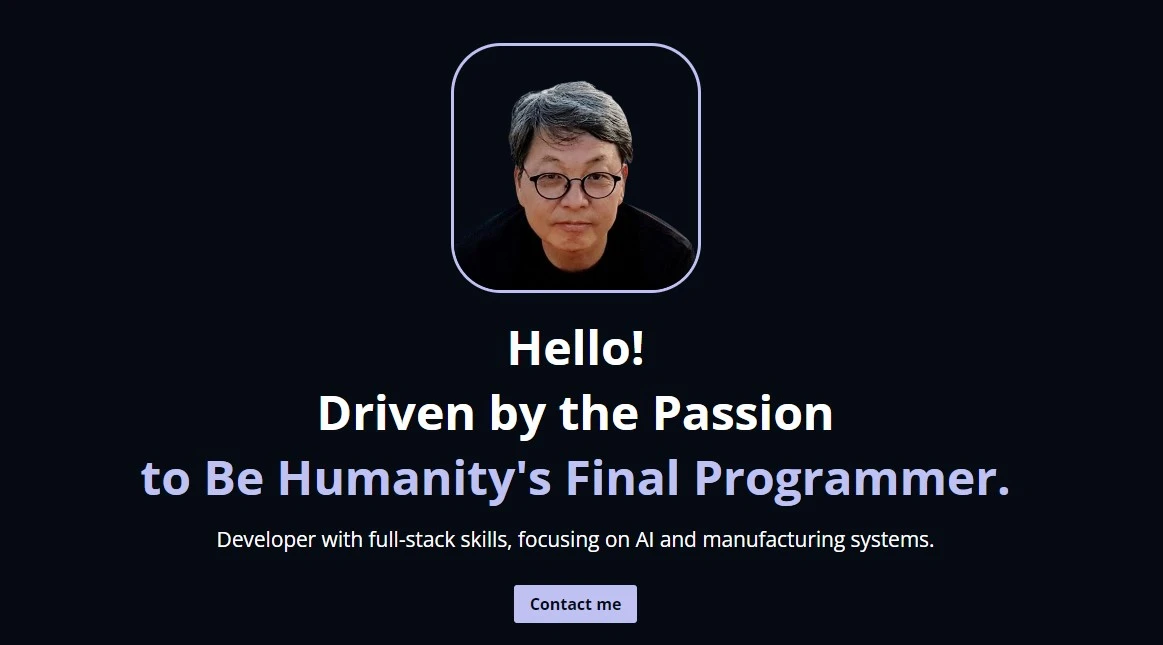 Hello!
Driven by the Passion
to Be Humanity's Final Programmer.
Developer with full-stack skills, focusing on AI and manufacturing systems.
Contact me